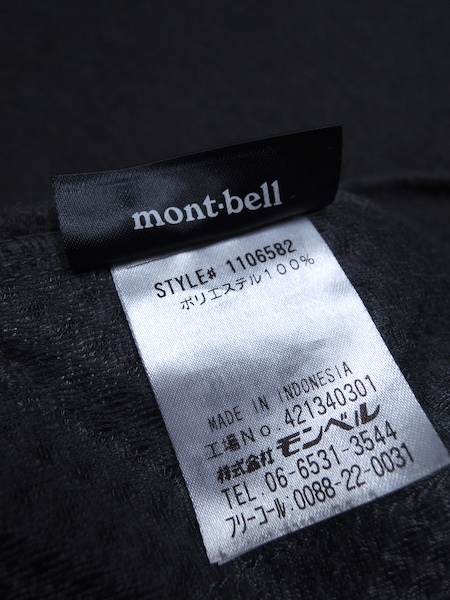 mont·bell
STYLE# 1106582
ポリエステル100%
MADE IN INDONESIA
工場No.421340301
株式会社モンベル
TEL.06-6531-3544
フリーコール:0088-22-0031